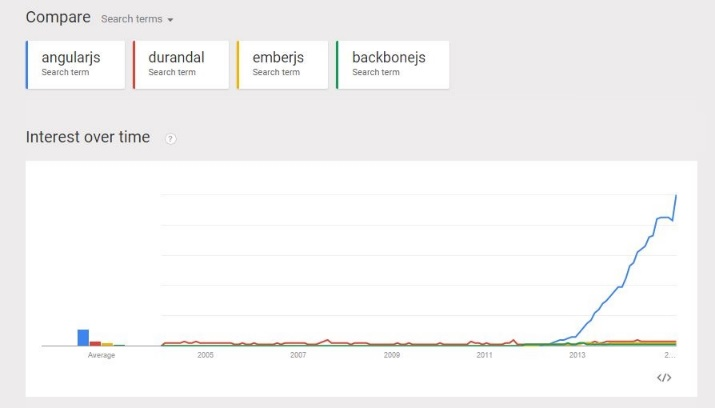 Compare Search terms
angularjs durandal emberjs backbonejs
Search term Search term Search term Search term
Interest over time ?
Average 2005 2007 2009 2011 2013 2...
</>